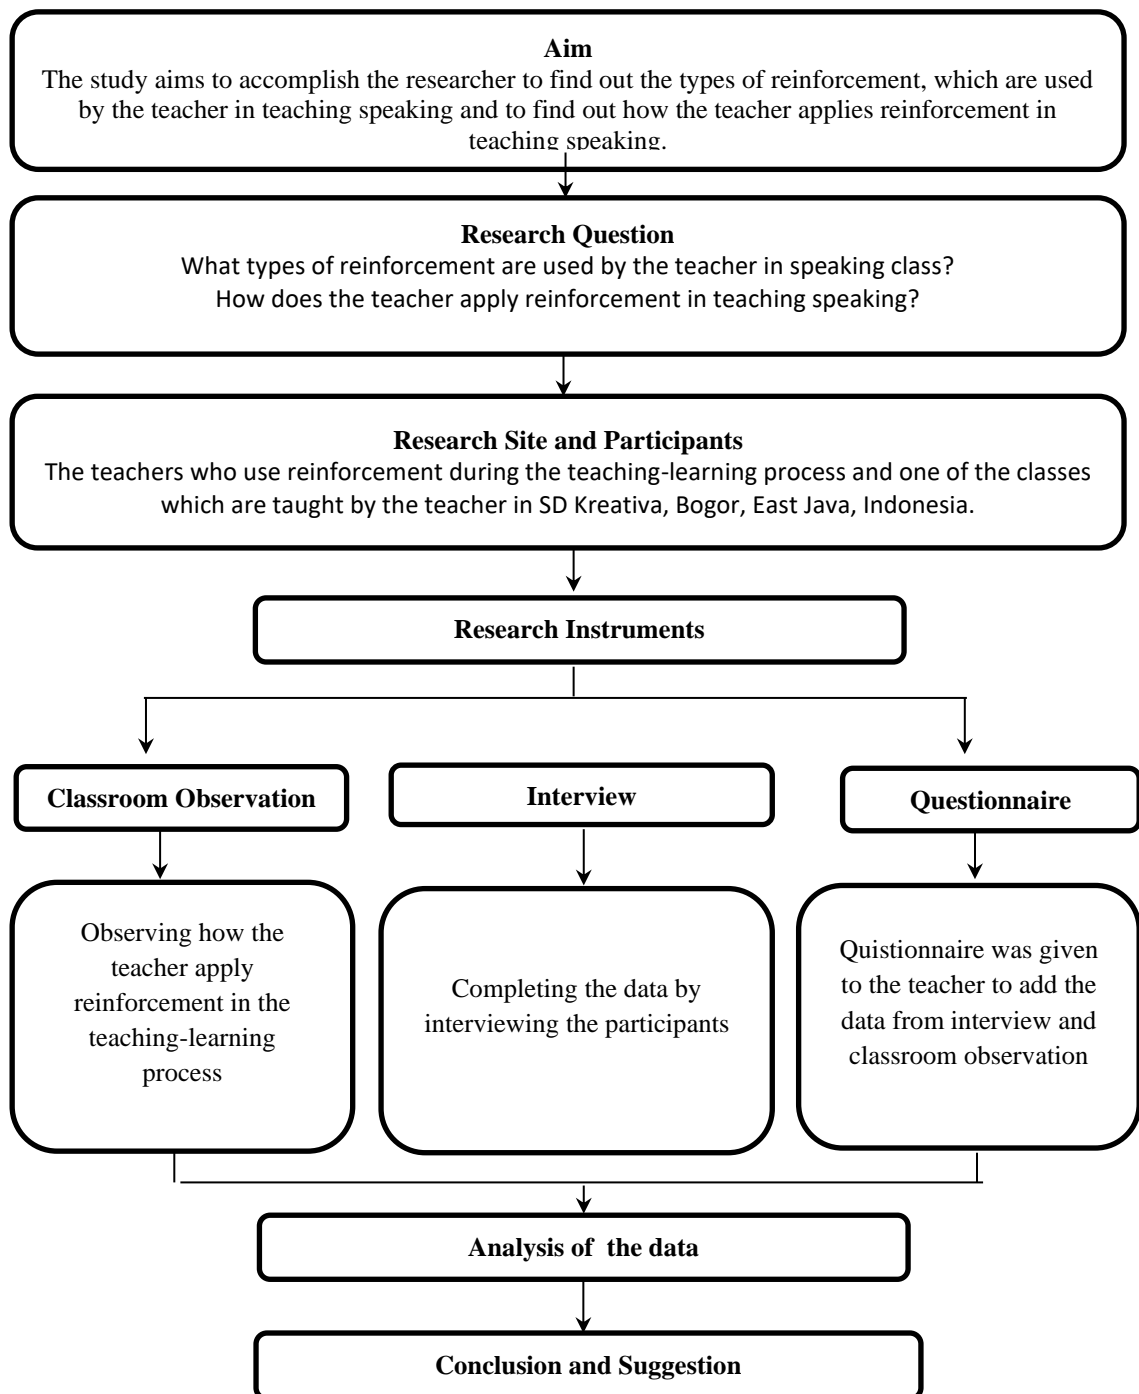 Aim
The study aims to accomplish the researcher to find out the types of reinforcement, which are used
by the teacher in teaching speaking and to find out how the teacher applies reinforcement in
teaching speaking.
Research Question
What types of reinforcement are used by the teacher in speaking class?
How does the teacher apply reinforcement in teaching speaking?
Research Site and Participants
The teachers who use reinforcement during the teaching-learning process and one of the classes
which are taught by the teacher in SD Kreativa, Bogor, East Java, Indonesia.
Research Instruments
Classroom Observation
Observing how the
teacher apply
reinforcement in the
teaching-learning
process
Interview
Completing the data by
interviewing the participants
Questionnaire
Quistionnaire was given
to the teacher to add the
data from interview and
classroom observation
Analysis of  the data
Conclusion and Suggestion